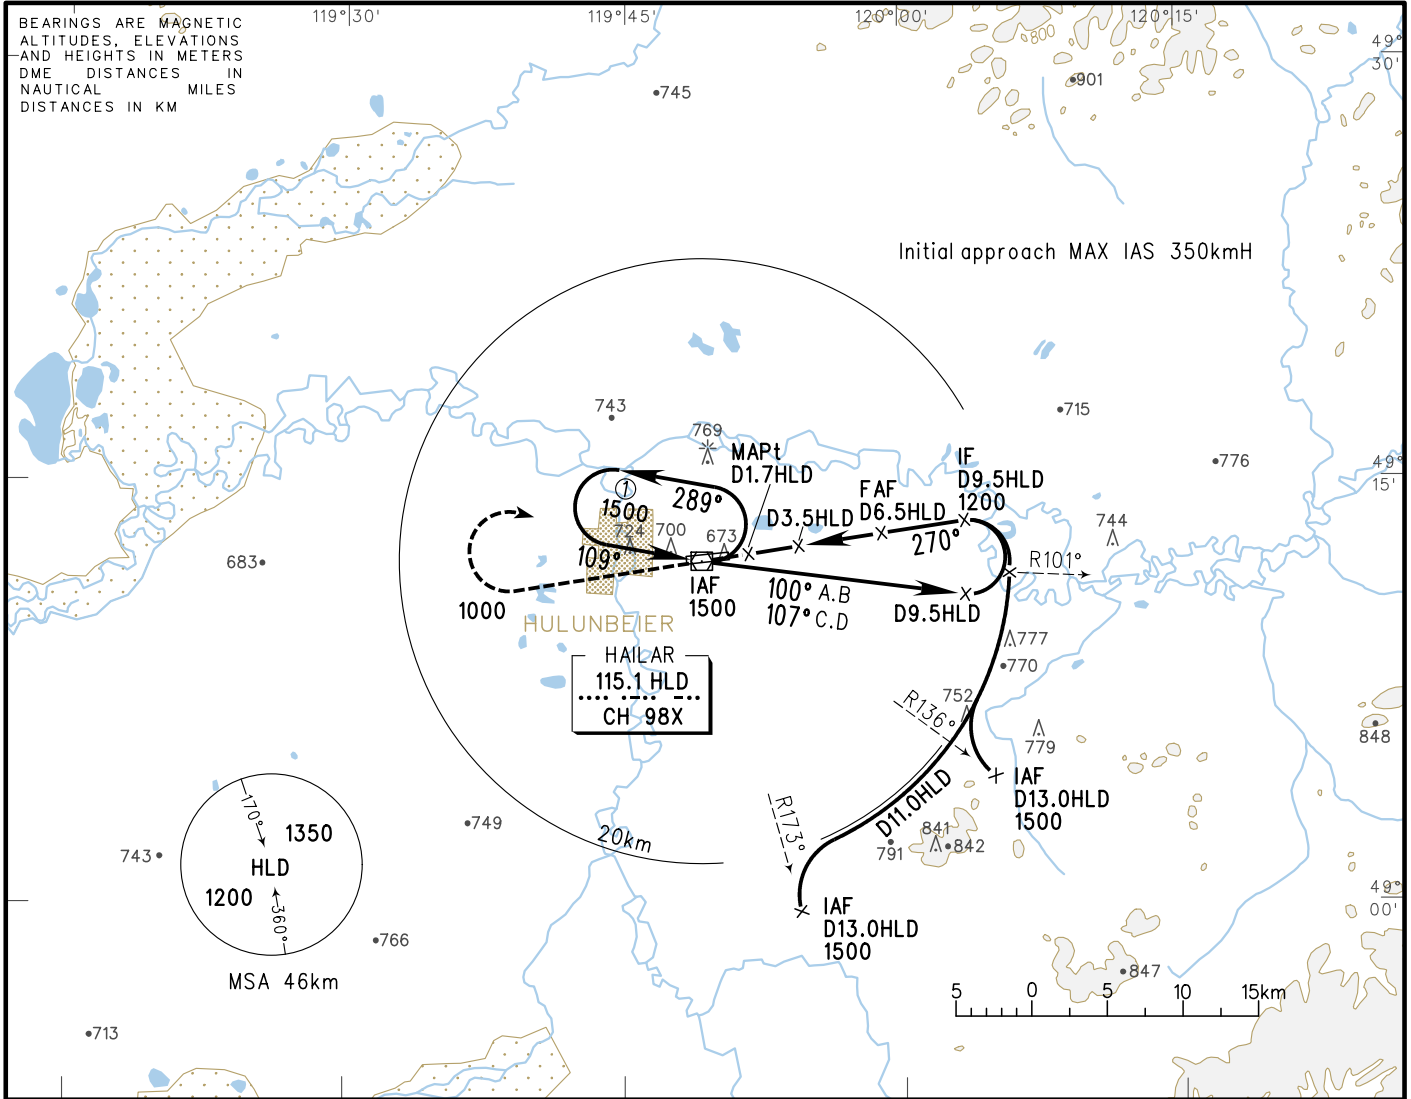 BEARINGS ARE MAGNETIC
ALTITUDES, ELEVATIONS
AND HEIGHTS IN METERS
DME DISTANCES IN
NAUTICAL MILES
DISTANCES IN KM
119°30'
119°45'
120°00'
120°15'
49°
30'
800
901
745
Initial approach MAX IAS 350kmH
743
715
769
MAPt
D1.7HLD
IF
D9.5HLD
1200
776
49°
15'
FAF
D6.5HLD
289°
1
1500
D3.5HLD
744
724
700
673
270°
683
109°
R101°
IAF
1500
100° A.B
107° C.D
D9.5HLD
1000
HULUNBEIER
777
HAILAR
115.1 HLD
CH 98X
770
752
R136°
779
848
IAF
D13.0HLD
1500
D11.0HLD
R173°
749
20km
841
842
791
743
170°
1350
HLD
1200
360°
MSA 46km
49°
00'
IAF
D13.0HLD
1500
766
847
5 0 5 10 15km
713